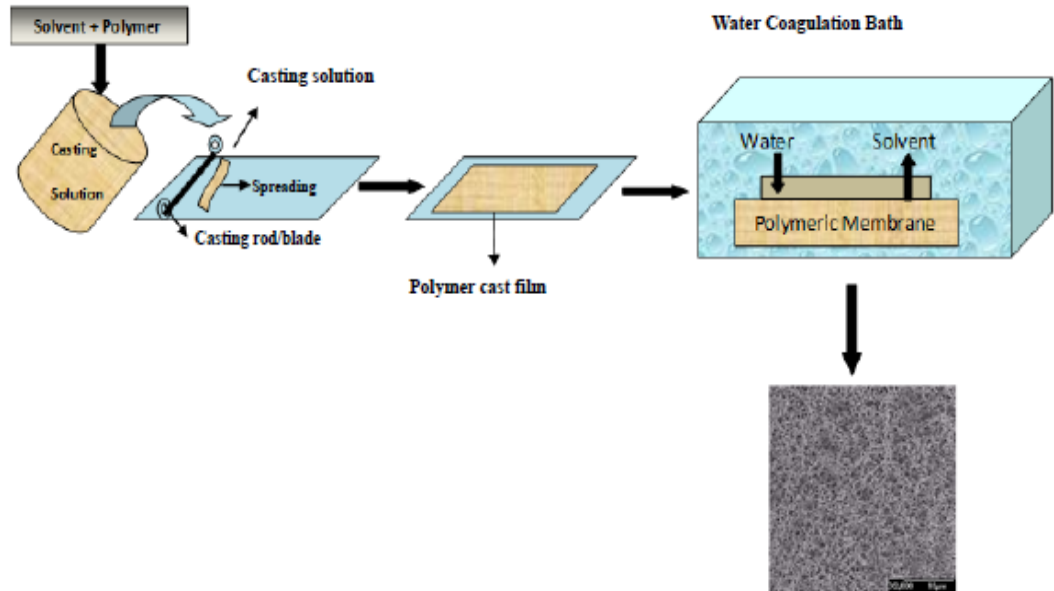 Solvent + Polymer
Water Coagulation Bath
Casting solution
Casting
Solution
Spreading
Casting rod/blade
Polymer cast film
Water
Solvent
Polymeric Membrane